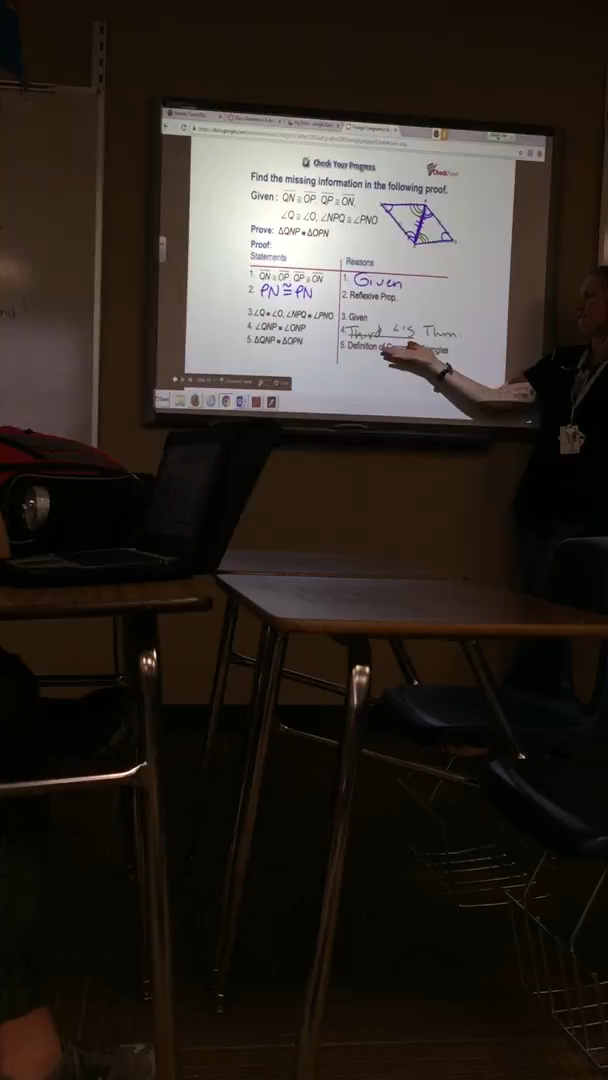 Check Your Progress
Find the missing information in the following proof.
Given: QN ≅ OP, QP ≅ ON,
∠Q ≅ ∠O, ∠NPQ ≅ ∠PNO
Prove: ΔQNP ≅ ΔOPN
Proof:
Statements Reasons
1. QN ≅ OP, QP ≅ ON 1. Given
2. PN ≅ PN 2. Reflexive Prop.
3. ∠Q ≅ ∠O, ∠NPQ ≅ ∠PNO 3. Given
4. ∠QNP ≅ ∠ONP 4. Third ∠'s Thm.
5. ΔQNP ≅ ΔOPN 5. Definition of